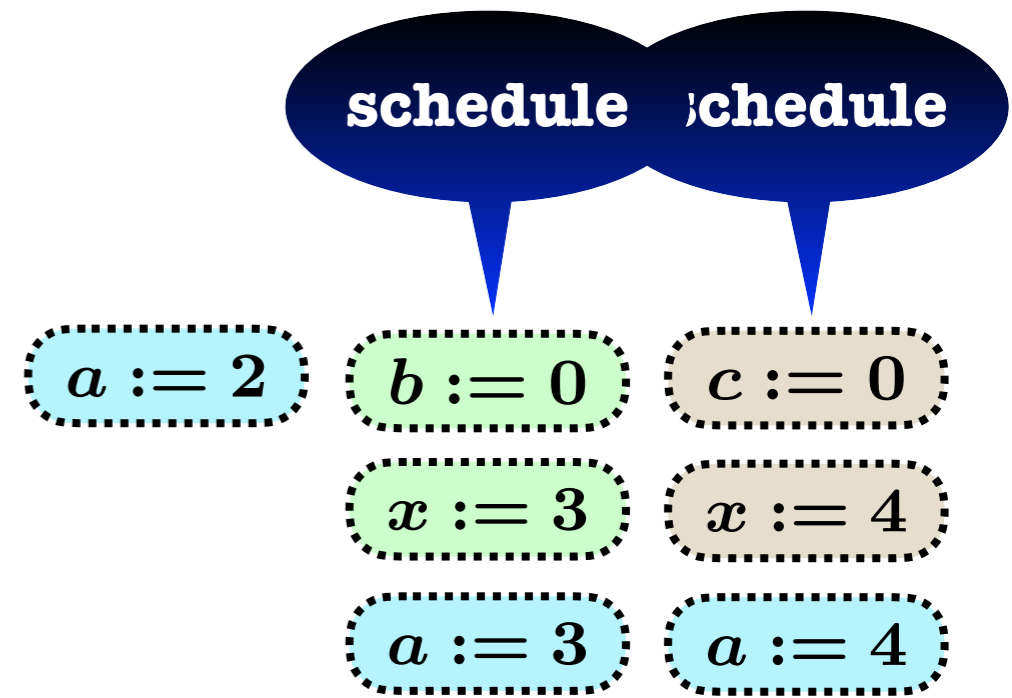 schedule chedule
a := 2 b := 0 c := 0
x := 3 x := 4
a := 3 a := 4